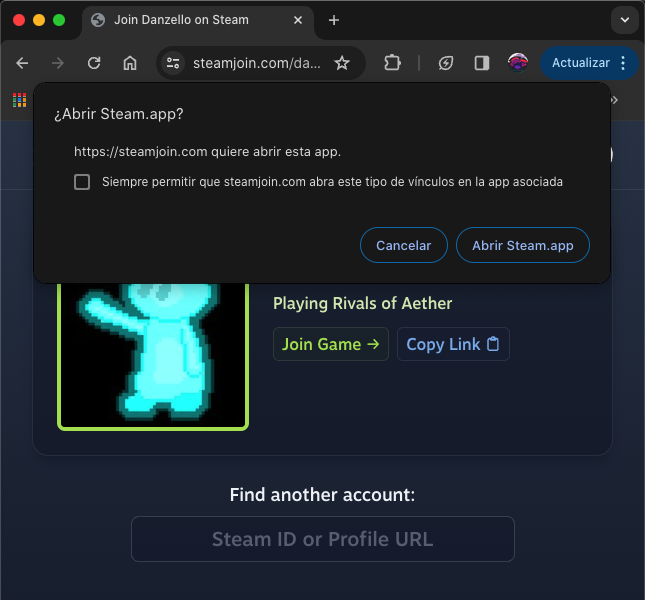 Join Danzello on Steam
steamjoin.com/da...
Actualizar
¿Abrir Steam.app?
https://steamjoin.com quiere abrir esta app.
Siempre permitir que steamjoin.com abra este tipo de vínculos en la app asociada
Cancelar
Abrir Steam.app
Playing Rivals of Aether
Join Game →
Copy Link
Find another account:
Steam ID or Profile URL